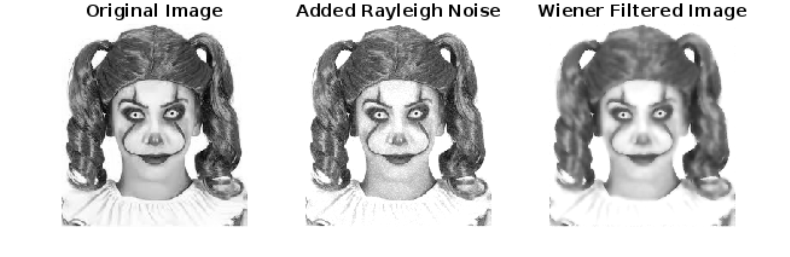 Original Image
Added Rayleigh Noise
Wiener Filtered Image